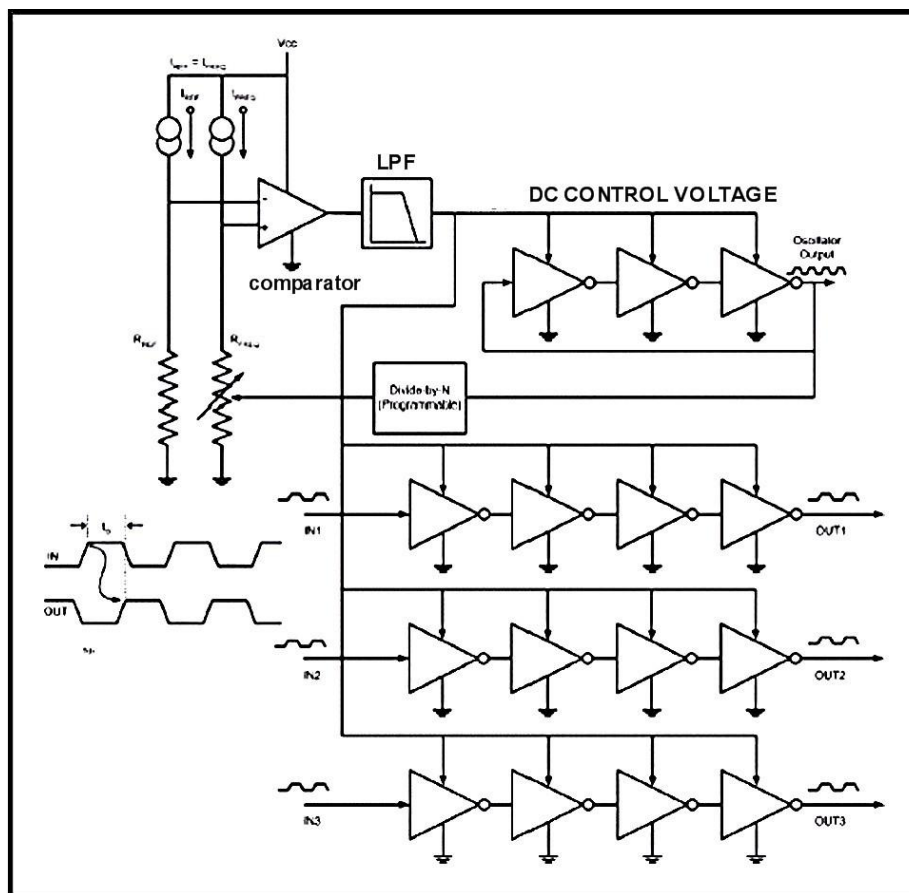 Vcc
LPF
DC CONTROL VOLTAGE
Oscillator
Output
-
+
comparator
Divide-by-N
(Programmable)
IN
OUT
IN1
OUT1
IN2
OUT2
IN3
OUT3